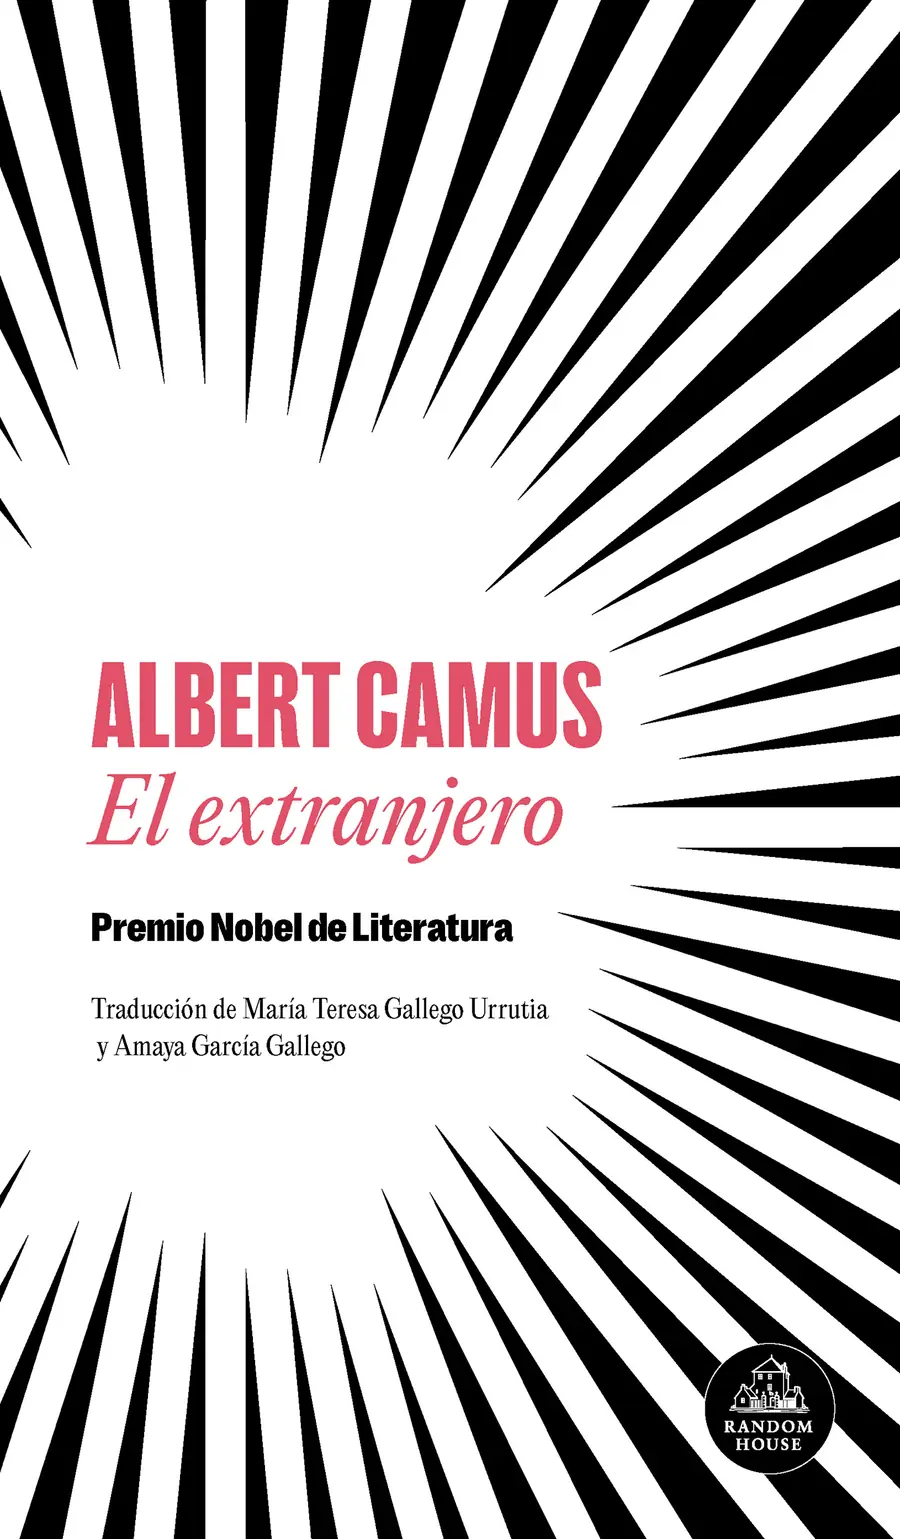 ALBERT CAMUS
El extranjero
Premio Nobel de Literatura
Traducción de María Teresa Gallego Urrutia
y Amaya García Gallego
RANDOM
HOUSE